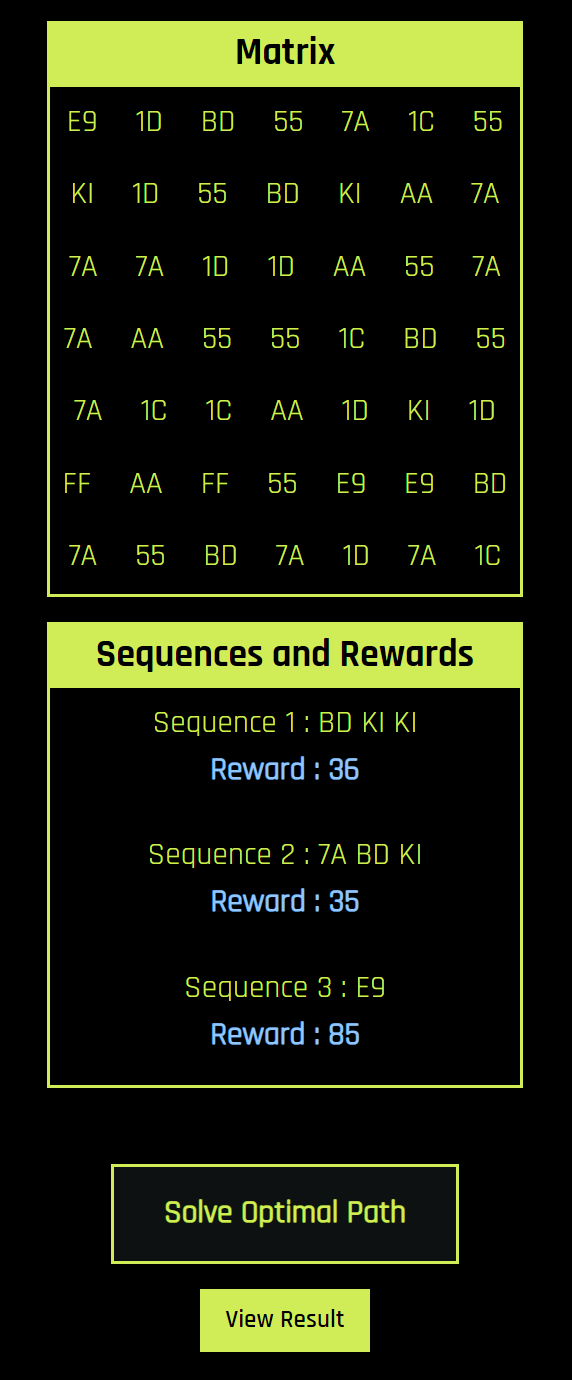 Matrix
E9 1D BD 55 7A 1C 55
KI 1D 55 BD KI AA 7A
7A 7A 1D 1D AA 55 7A
7A AA 55 55 1C BD 55
7A 1C 1C AA 1D KI 1D
FF AA FF 55 E9 E9 BD
7A 55 BD 7A 1D 7A 1C
Sequences and Rewards
Sequence 1 : BD KI KI
Reward : 36
Sequence 2 : 7A BD KI
Reward : 35
Sequence 3 : E9
Reward : 85
Solve Optimal Path
View Result